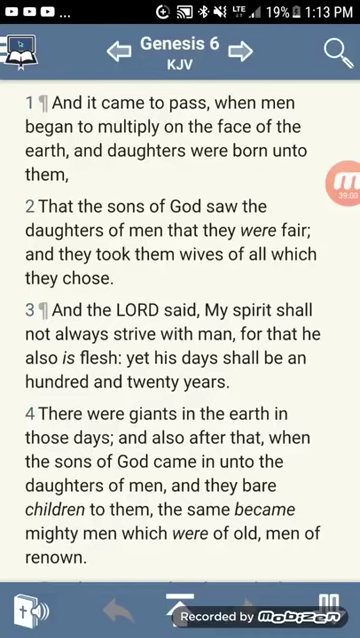 LTE 19% 1:13 PM
Genesis 6
KJV
1 ¶ And it came to pass, when men
began to multiply on the face of the
earth, and daughters were born unto
them,
39:00
2 That the sons of God saw the
daughters of men that they were fair;
and they took them wives of all which
they chose.
3 ¶ And the LORD said, My spirit shall
not always strive with man, for that he
also is flesh: yet his days shall be an
hundred and twenty years.
4 There were giants in the earth in
those days; and also after that, when
the sons of God came in unto the
daughters of men, and they bare
children to them, the same became
mighty men which were of old, men of
renown.
Recorded by Mobizen